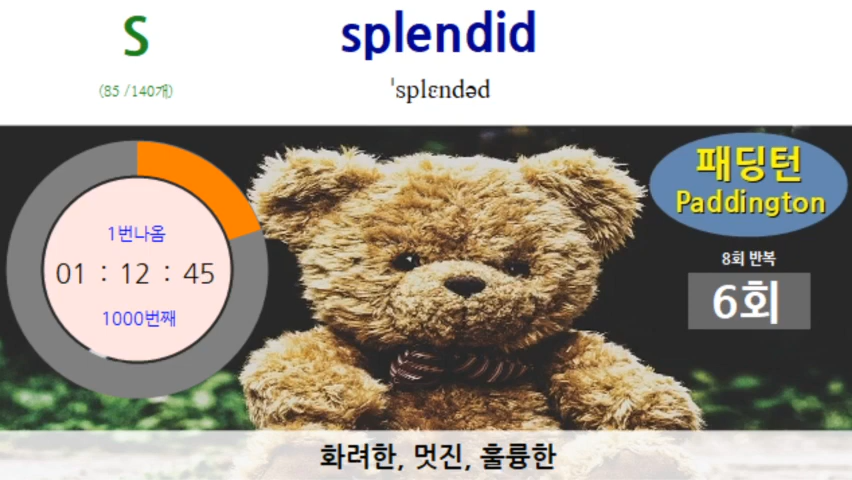 S
(85 /140개)
splendid
ˈsplɛndəd
1번나옴
01 : 12 : 45
1000번째
패딩턴
Paddington
8회 반복
6회
화려한, 멋진, 훌륭한